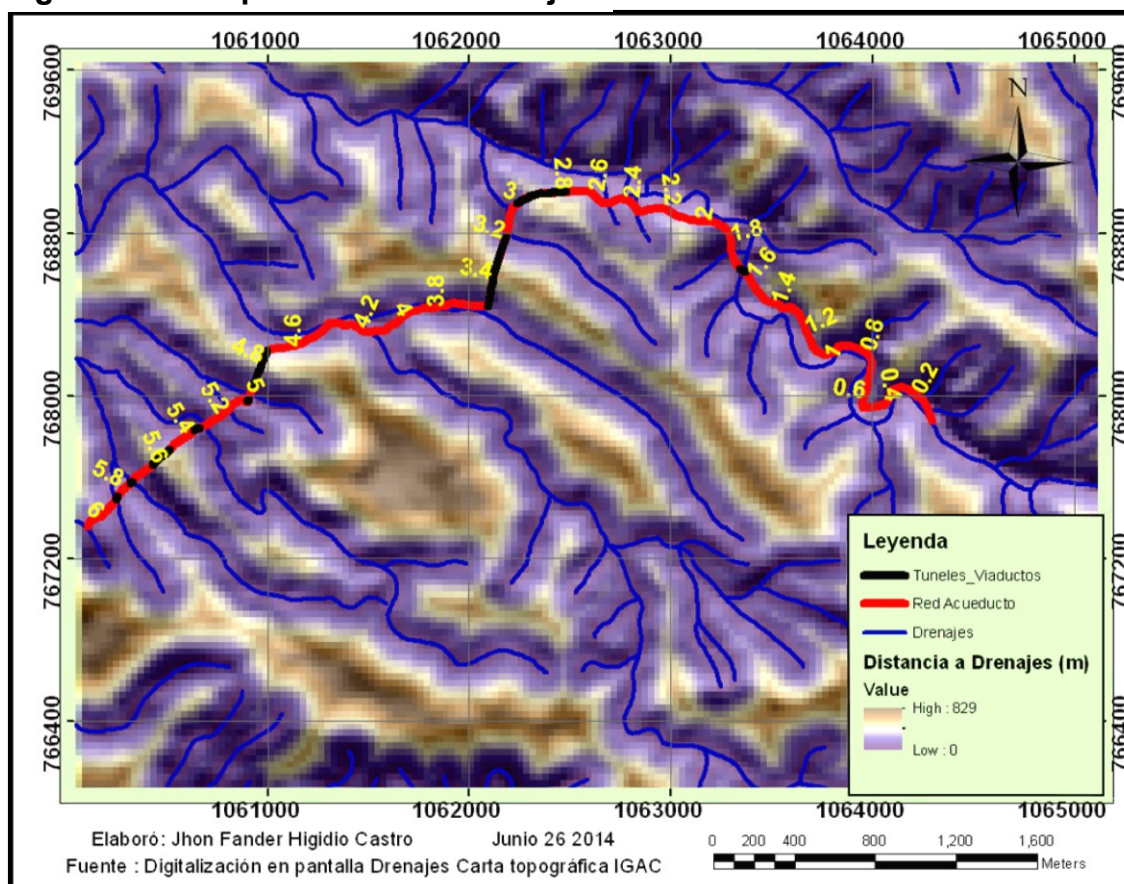 1061000 1062000 1063000 1064000 1065000
769600 769600
N
768800 768800
768000 768000
767200 767200
766400 766400
3 2.8 2.6 2.4 2.2 2
3.2 1.8
3.4 1.6
4.6 4.2 4 3.8 1.4
4.8 1.2 1 0.8
5 0.6 0.4 0.2
5.2
5.4
5.6
5.8
6
Leyenda
Tuneles_Viaductos
Red Acueducto
Drenajes
Distancia a Drenajes (m)
Value
High : 829
Low : 0
1061000 1062000 1063000 1064000 1065000
Elaboró: Jhon Fander Higidio Castro Junio 26 2014
Fuente : Digitalización en pantalla Drenajes Carta topográfica IGAC
0 200 400 800 1,200 1,600
Meters